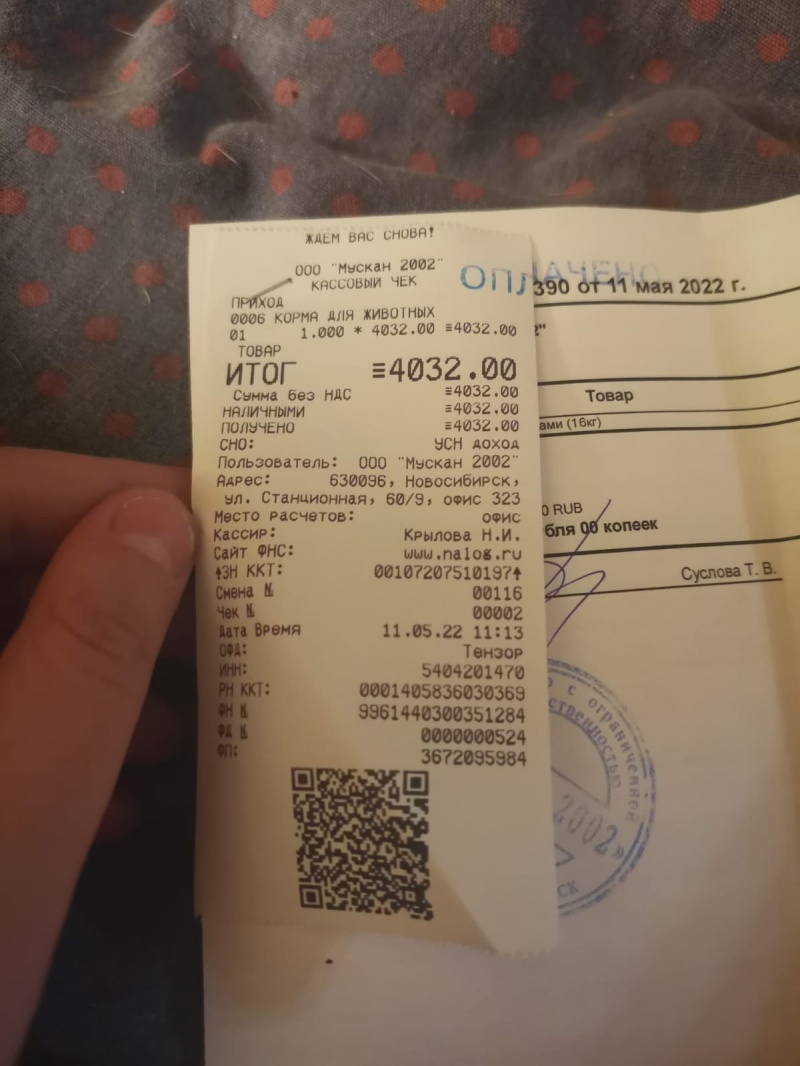 ЖДЕМ ВАС СНОВА!
ООО "Мускан 2002"
КАССОВЫЙ ЧЕК
ПРИХОД
0006 КОРМА ДЛЯ ЖИВОТНЫХ
01 1.000 * 4032.00 ≡4032.00
ТОВАР
ИТОГ ≡4032.00
Сумма без НДС ≡4032.00
НАЛИЧНЫМИ ≡4032.00
ПОЛУЧЕНО ≡4032.00
СНО: УСН доход
Пользователь: ООО "Мускан 2002"
Адрес: 630096, Новосибирск,
ул. Станционная, 60/9, офис 323
Место расчетов: офис
Кассир: Крылова Н.И.
Сайт ФНС: www.nalog.ru
↑ЗН ККТ: 00107207510197↑
Смена № 00116
Чек № 00002
Дата Время 11.05.22 11:13
ОФД: Тензор
ИНН: 5404201470
РН ККТ: 0001405836030369
ФН № 9961440300351284
ФД № 0000000524
ФП: 3672095984
ОПЛАЧЕНО
390 от 11 мая 2022 г.
Товар
ами (16кг)
0 RUB
бля 00 копеек
Суслова Т. В.
с ограниченной
ственностью
2002»
ск